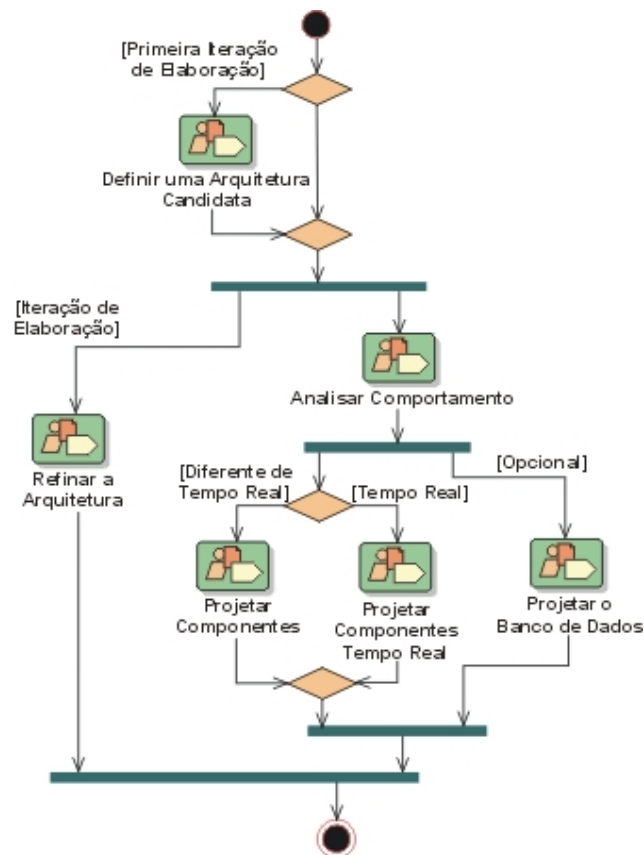 [Primeira Iteração
de Elaboração]
Definir uma Arquitetura
Candidata
[Iteração de
Elaboração]
Analisar Comportamento
Refinar a
Arquitetura
[Diferente de
Tempo Real]
[Tempo Real]
[Opcional]
Projetar
Componentes
Projetar
Componentes
Tempo Real
Projetar o
Banco de Dados